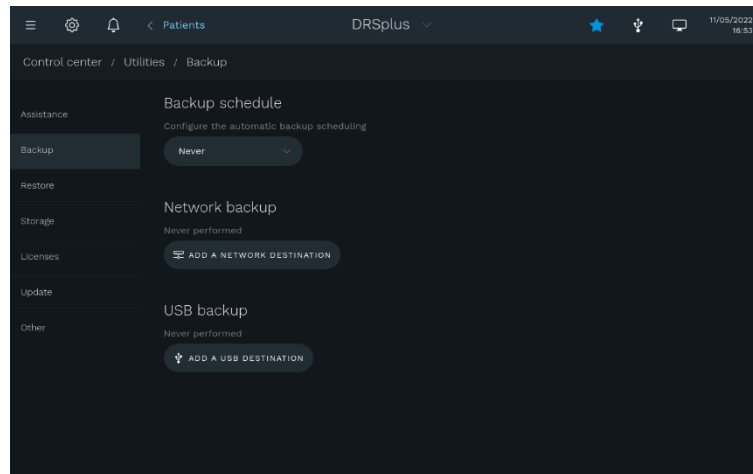 < Patients
DRSplus
11/05/2022
16:53
Control center / Utilities / Backup
Assistance
Backup
Restore
Storage
Licenses
Update
Other
Backup schedule
Configure the automatic backup scheduling
Never
Network backup
Never performed
ADD A NETWORK DESTINATION
USB backup
Never performed
ADD A USB DESTINATION